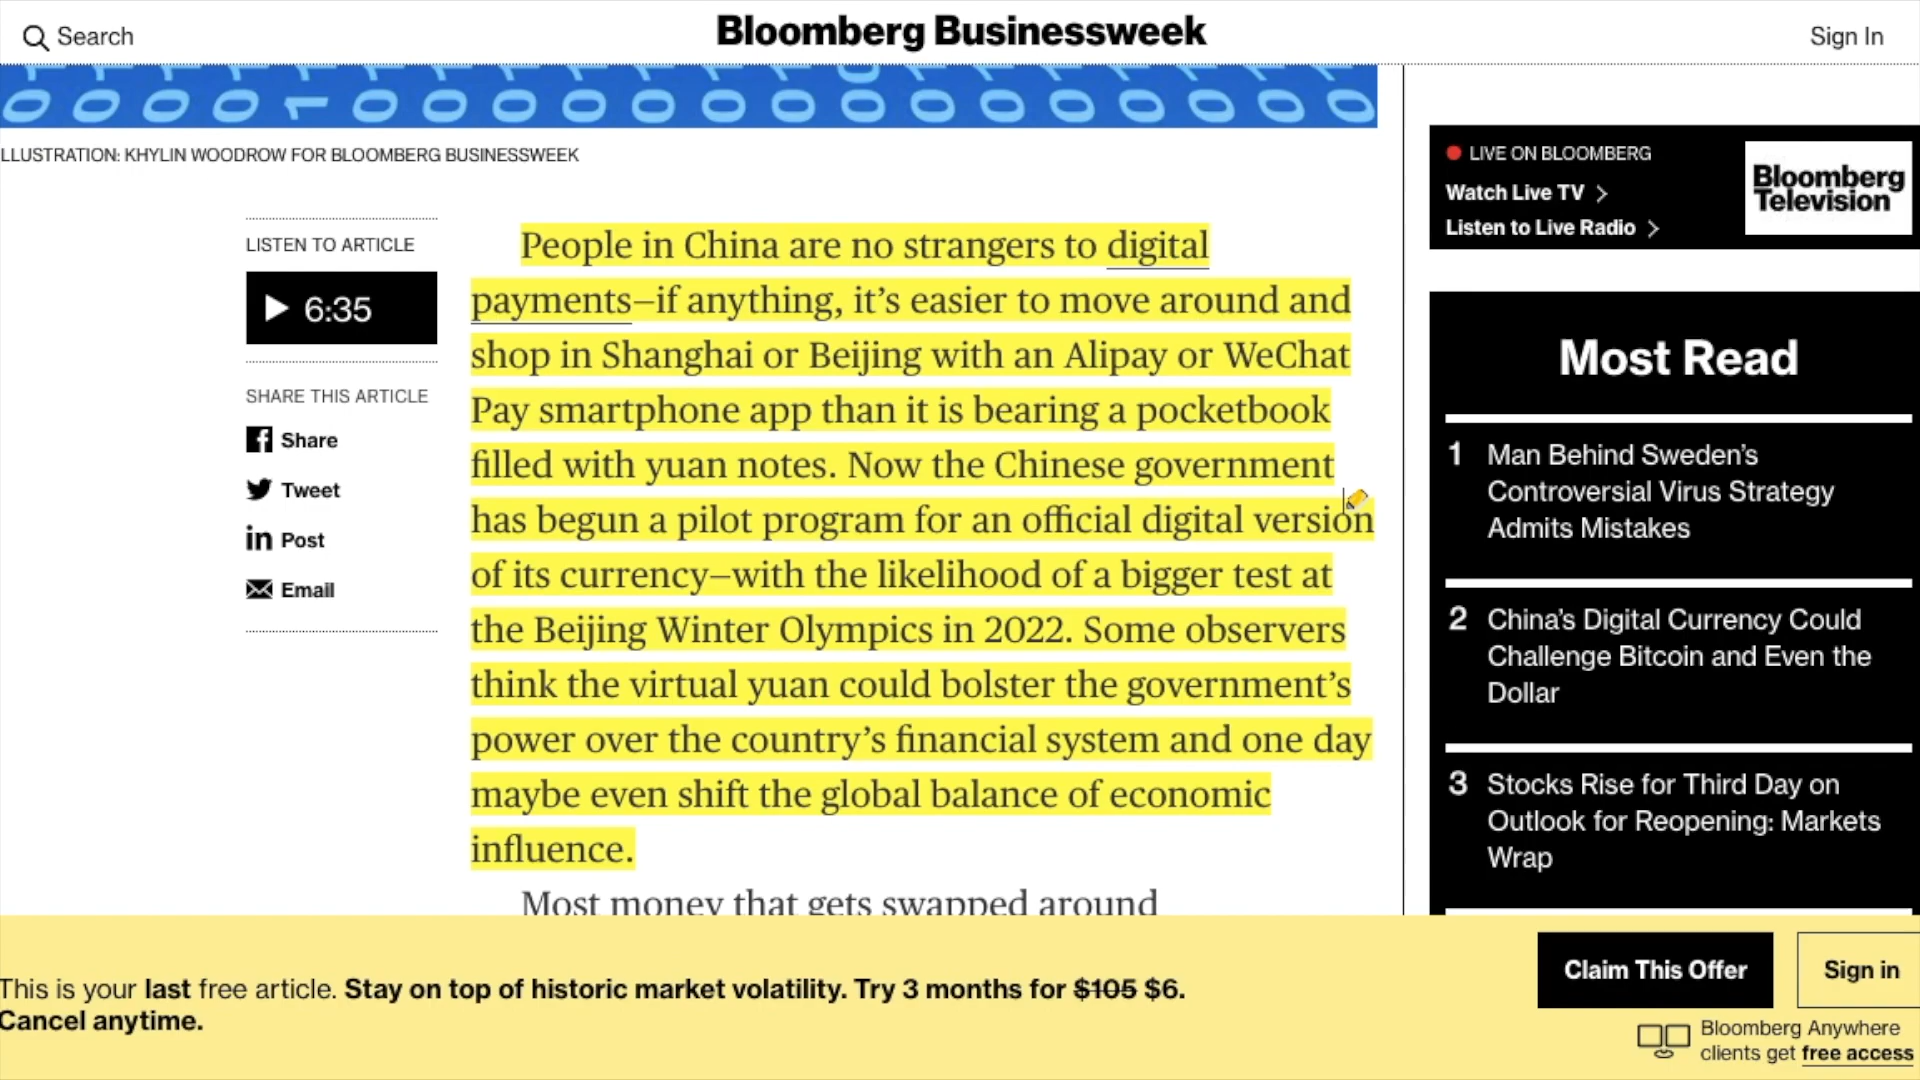 Search
Bloomberg Businessweek
Sign In
LLUSTRATION: KHYLIN WOODROW FOR BLOOMBERG BUSINESSWEEK
LISTEN TO ARTICLE
6:35
SHARE THIS ARTICLE
Share
Tweet
Post
Email
People in China are no strangers to digital
payments—if anything, it’s easier to move around and
shop in Shanghai or Beijing with an Alipay or WeChat
Pay smartphone app than it is bearing a pocketbook
filled with yuan notes. Now the Chinese government
has begun a pilot program for an official digital version
of its currency—with the likelihood of a bigger test at
the Beijing Winter Olympics in 2022. Some observers
think the virtual yuan could bolster the government’s
power over the country’s financial system and one day
maybe even shift the global balance of economic
influence.
Most money that gets swapped around
LIVE ON BLOOMBERG
Watch Live TV
Listen to Live Radio
Bloomberg
Television
Most Read
1 Man Behind Sweden’s
Controversial Virus Strategy
Admits Mistakes
2 China’s Digital Currency Could
Challenge Bitcoin and Even the
Dollar
3 Stocks Rise for Third Day on
Outlook for Reopening: Markets
Wrap
This is your last free article. Stay on top of historic market volatility. Try 3 months for $105 $6.
Cancel anytime.
Claim This Offer
Sign in
Bloomberg Anywhere
clients get free access